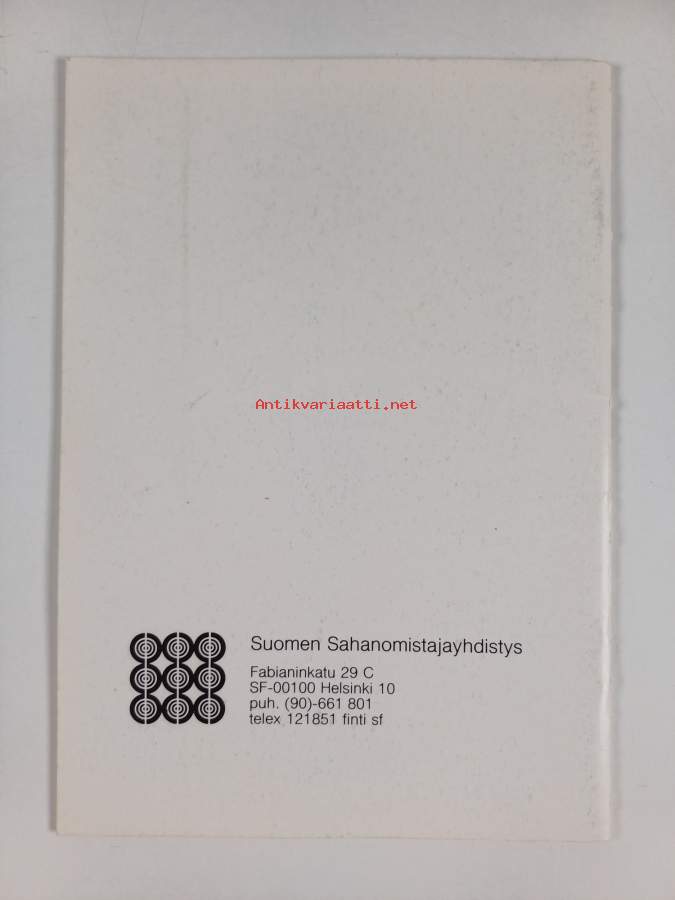 Antikvariaatti.net
Suomen Sahanomistajayhdistys
Fabianinkatu 29 C
SF-00100 Helsinki 10
puh. (90)-661 801
telex 121851 finti sf